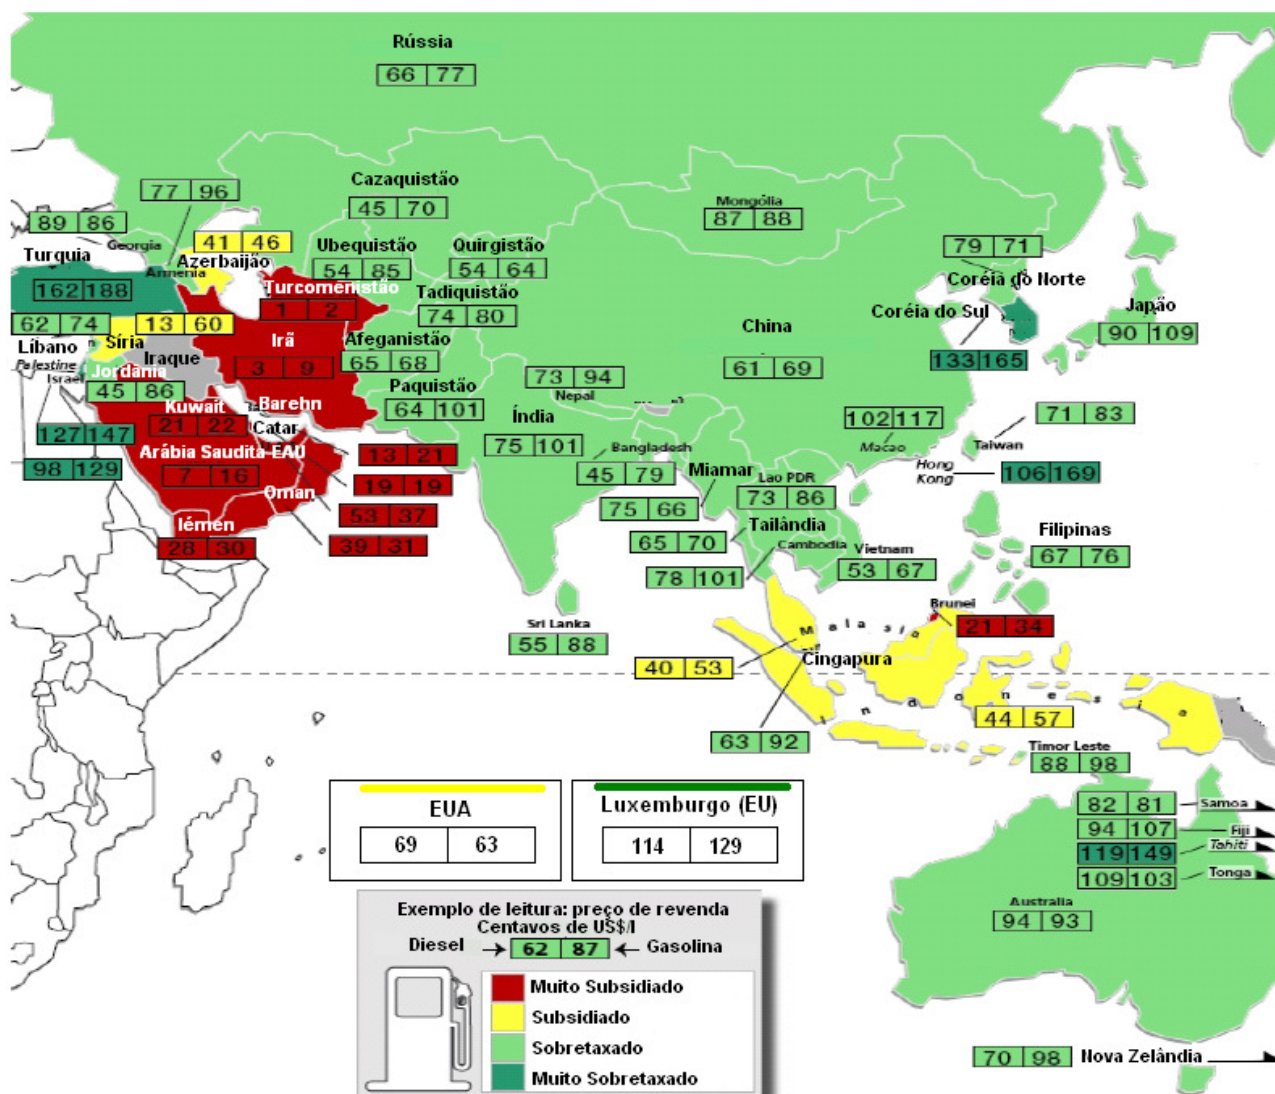 Rússia
66 77
77 96
Cazaquistão
45 70
Mongólia
87 88
89 86
Georgia
41 46
Ubequistão
54 85
Quirgistão
54 64
79 71
Coréia do Norte
Turquia
Armenia
Azerbaijão
162 188
Turcomenistão
1 2
Tadiquistão
74 80
Coréia do Sul
133 165
Japão
90 109
62 74
13 60
Líbano
Síria
Palestine
Israel
Iraque
Irã
3 9
Afeganistão
65 68
China
61 69
Jordânia
45 86
Paquistão
64 101
73 94
Nepal
Kuwait
21 22
Barehn
Catar
Índia
75 101
102 117
Macao
71 83
Taiwan
127 147
Arábia Saudita
EAU
7 16
13 21
Bangladesh
45 79
Miamar
Lao PDR
73 86
Hong
Kong
106 169
98 129
19 19
Oman
53 37
75 66
Iémen
28 30
39 31
65 70
Tailândia
Cambodia
78 101
Vietnam
53 67
Filipinas
67 76
Sri Lanka
55 88
Brunei
21 34
Malasia
40 53
Cingapura
63 92
Indonesia
44 57
Timor Leste
88 98
EUA
69 63
Luxemburgo (EU)
114 129
82 81 Samoa
94 107 Fiji
119 149 Tahiti
109 103 Tonga
Australia
94 93
Exemplo de leitura: preço de revenda
Centavos de US$/l
Diesel 62 87 Gasolina
Muito Subsidiado
Subsidiado
Sobretaxado
Muito Sobretaxado
70 98 Nova Zelândia